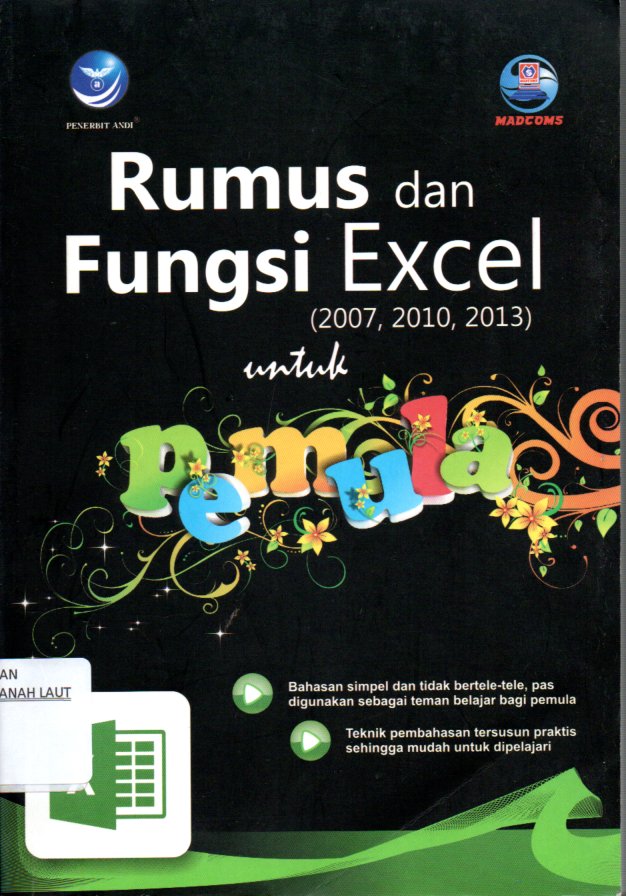 PENERBIT ANDI®
MADCOMS
Rumus dan
Fungsi Excel
(2007, 2010, 2013)
untuk
pemula
Bahasan simpel dan tidak bertele-tele, pas
digunakan sebagai teman belajar bagi pemula
Teknik pembahasan tersusun praktis
sehingga mudah untuk dipelajari
AN
ANAH LAUT
X